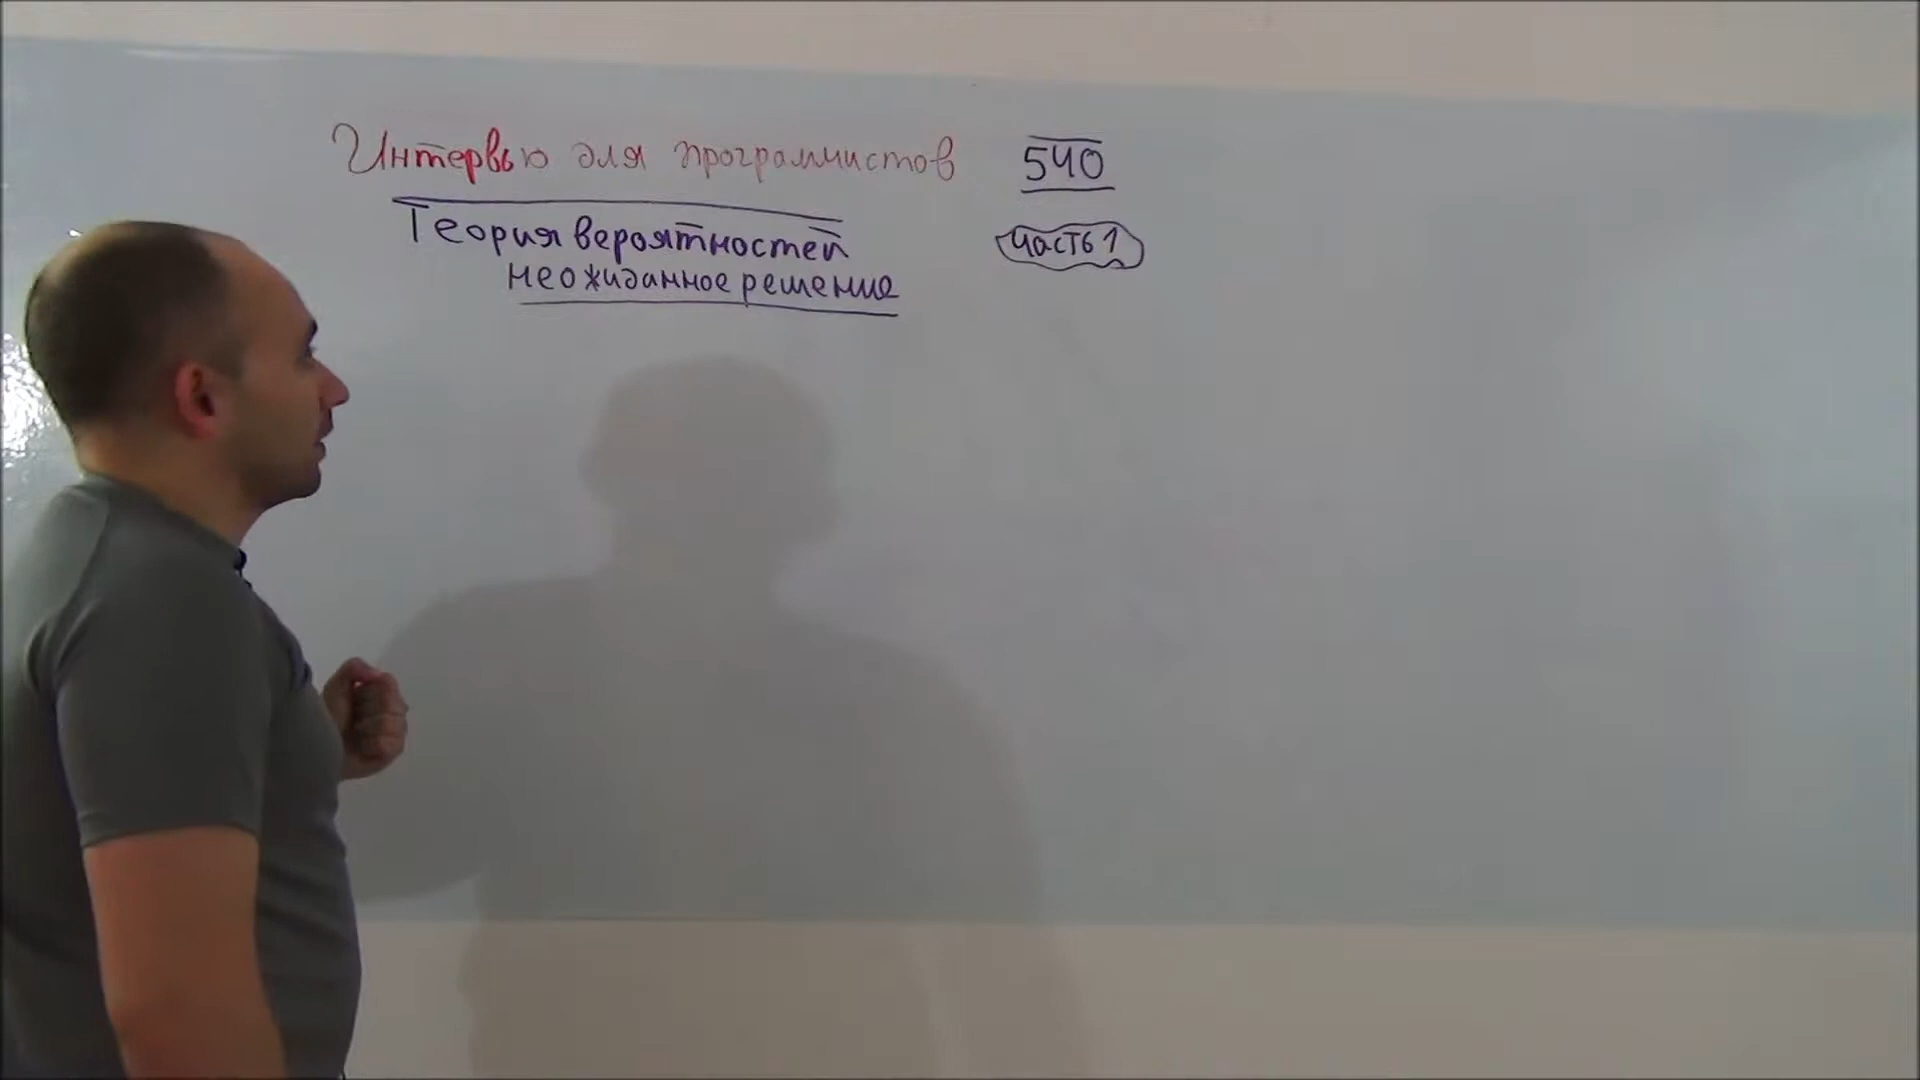 Интервью для программистов 540
Теория вероятностей часть 1
неожиданное решение